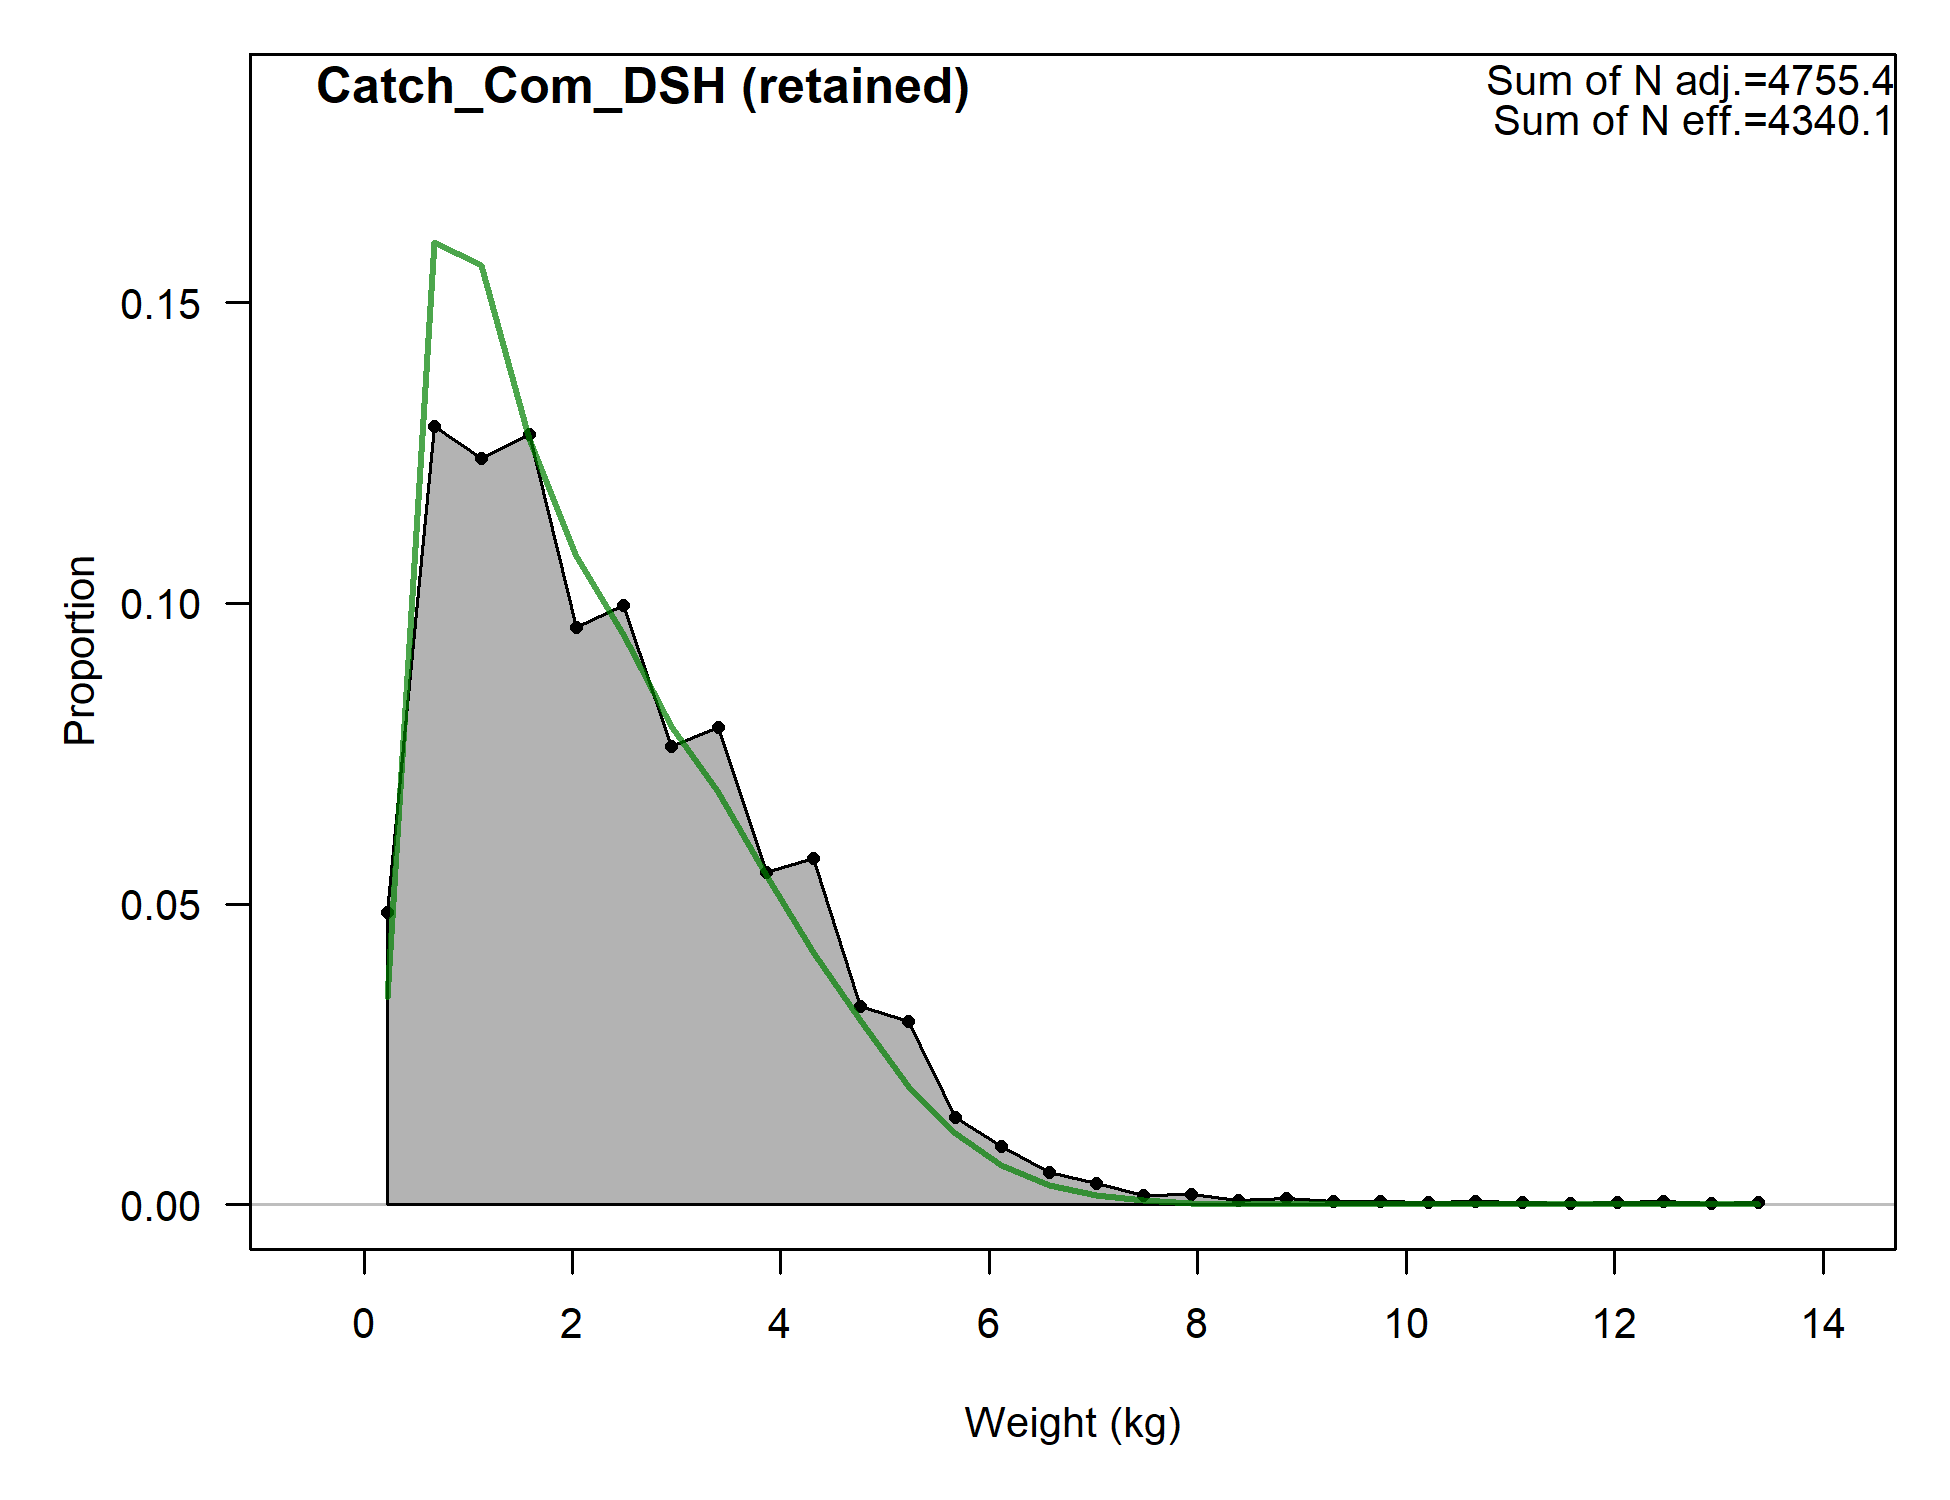 Catch_Com_DSH (retained)
Sum of N adj.=4755.4
Sum of N eff.=4340.1
Proportion
0.15
0.10
0.05
0.00
0 2 4 6 8 10 12 14
Weight (kg)